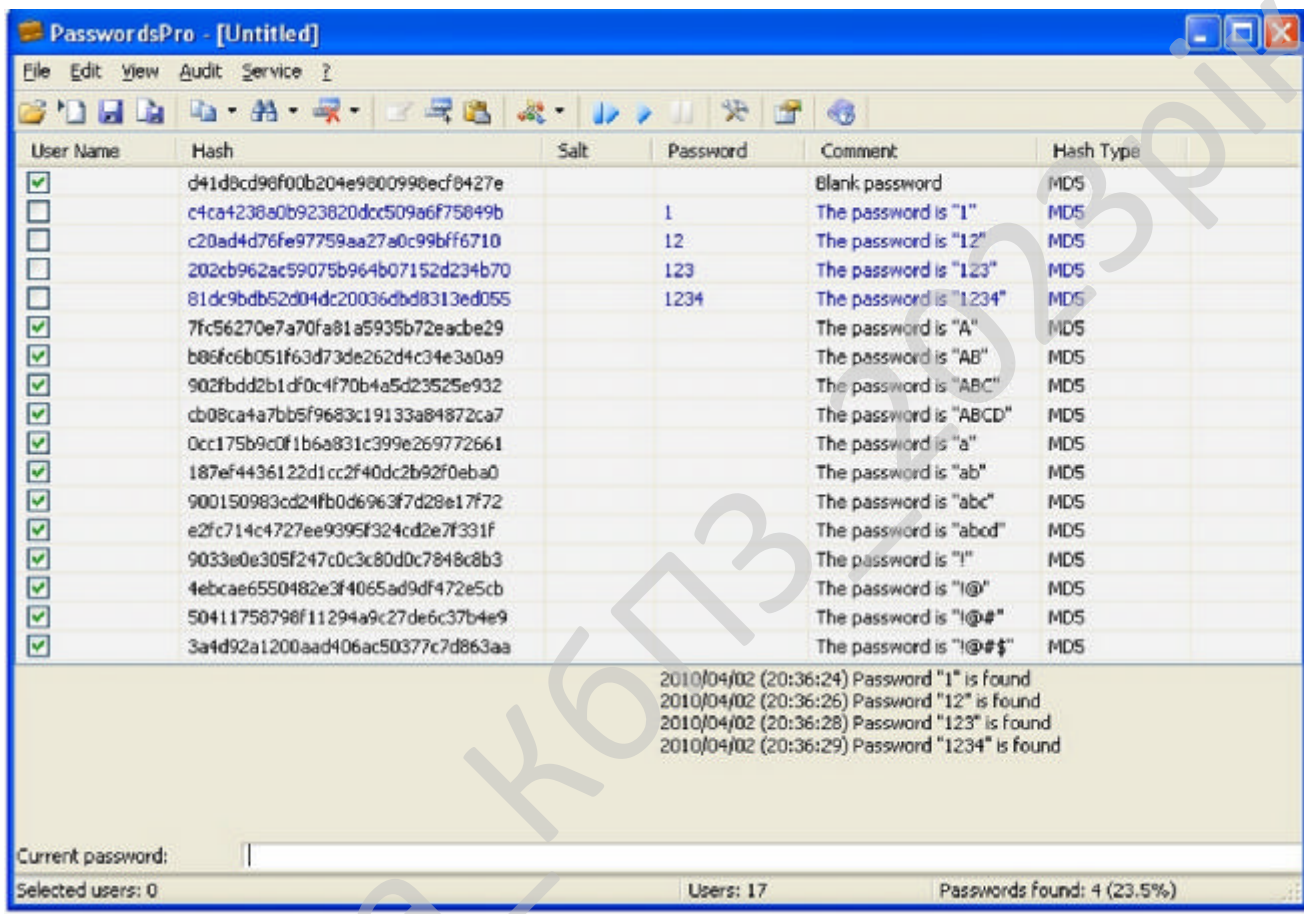 PasswordsPro - [Untitled]
File Edit View Audit Service ?
User Name Hash Salt Password Comment Hash Type
d41d8cd98f00b204e9800998ecf8427e Blank password MD5
c4ca4238a0b923820dcc509a6f75849b 1 The password is "1" MD5
c20ad4d76fe97759aa27a0c99bff6710 12 The password is "12" MD5
202cb962ac59075b964b07152d234b70 123 The password is "123" MD5
81dc9bdb52d04dc20036dbd8313ed055 1234 The password is "1234" MD5
7fc56270e7a70fa81a5935b72eacbe29 The password is "A" MD5
b86fc6b051f63d73de262d4c34e3a0a9 The password is "AB" MD5
902fbdd2b1df0c4f70b4a5d23525e932 The password is "ABC" MD5
cb08ca4a7bb5f9683c19133a84872ca7 The password is "ABCD" MD5
0cc175b9c0f1b6a831c399e269772661 The password is "a" MD5
187ef4436122d1cc2f40dc2b92f0eba0 The password is "ab" MD5
900150983cd24fb0d6963f7d28e17f72 The password is "abc" MD5
e2fc714c4727ee9395f324cd2e7f331f The password is "abcd" MD5
9033e0e305f247c0c3c80d0c7848c8b3 The password is "!" MD5
4ebcae6550482e3f4065ad9df472e5cb The password is "!@" MD5
50411758798f11294a9c27de6c37b4e9 The password is "!@#" MD5
3a4d92a1200aad406ac50377c7d863aa The password is "!@#$" MD5
2010/04/02 (20:36:24) Password "1" is found
2010/04/02 (20:36:26) Password "12" is found
2010/04/02 (20:36:28) Password "123" is found
2010/04/02 (20:36:29) Password "1234" is found
Current password:
Selected users: 0 Users: 17 Passwords found: 4 (23.5%)
КбПЗ_2023рік